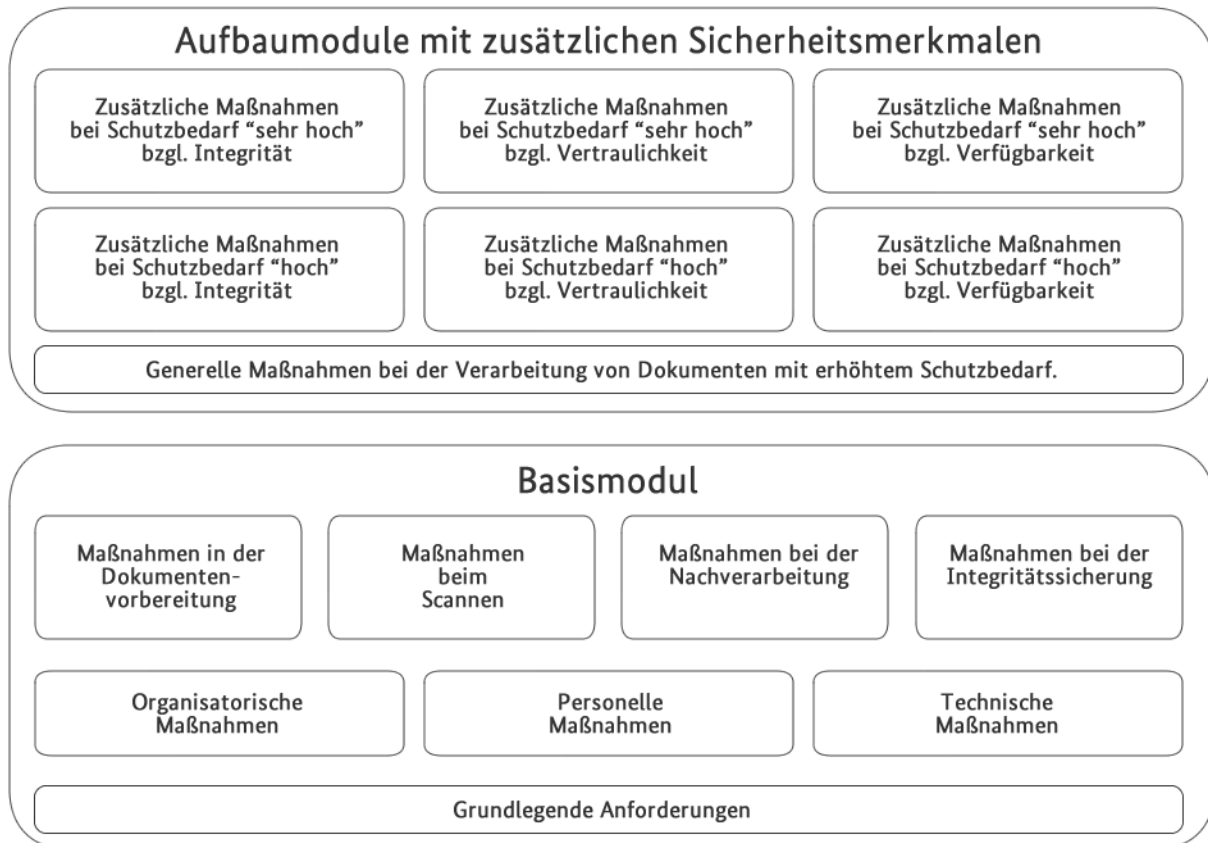 Aufbaumodule mit zusätzlichen Sicherheitsmerkmalen
Zusätzliche Maßnahmen
bei Schutzbedarf “sehr hoch”
bzgl. Integrität
Zusätzliche Maßnahmen
bei Schutzbedarf “sehr hoch”
bzgl. Vertraulichkeit
Zusätzliche Maßnahmen
bei Schutzbedarf “sehr hoch”
bzgl. Verfügbarkeit
Zusätzliche Maßnahmen
bei Schutzbedarf “hoch”
bzgl. Integrität
Zusätzliche Maßnahmen
bei Schutzbedarf “hoch”
bzgl. Vertraulichkeit
Zusätzliche Maßnahmen
bei Schutzbedarf “hoch”
bzgl. Verfügbarkeit
Generelle Maßnahmen bei der Verarbeitung von Dokumenten mit erhöhtem Schutzbedarf.
Basismodul
Maßnahmen in der
Dokumenten-
vorbereitung
Maßnahmen
beim
Scannen
Maßnahmen bei der
Nachverarbeitung
Maßnahmen bei der
Integritätssicherung
Organisatorische
Maßnahmen
Personelle
Maßnahmen
Technische
Maßnahmen
Grundlegende Anforderungen